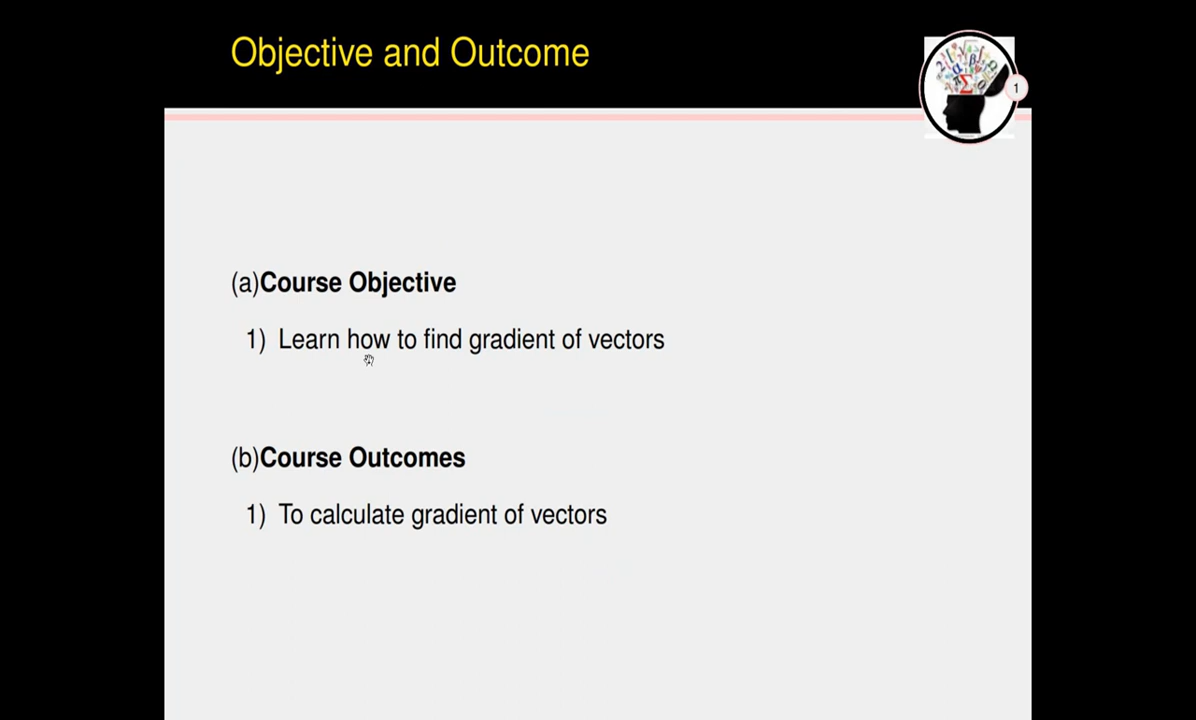 Objective and Outcome
1
(a)Course Objective
1) Learn how to find gradient of vectors
(b)Course Outcomes
1) To calculate gradient of vectors